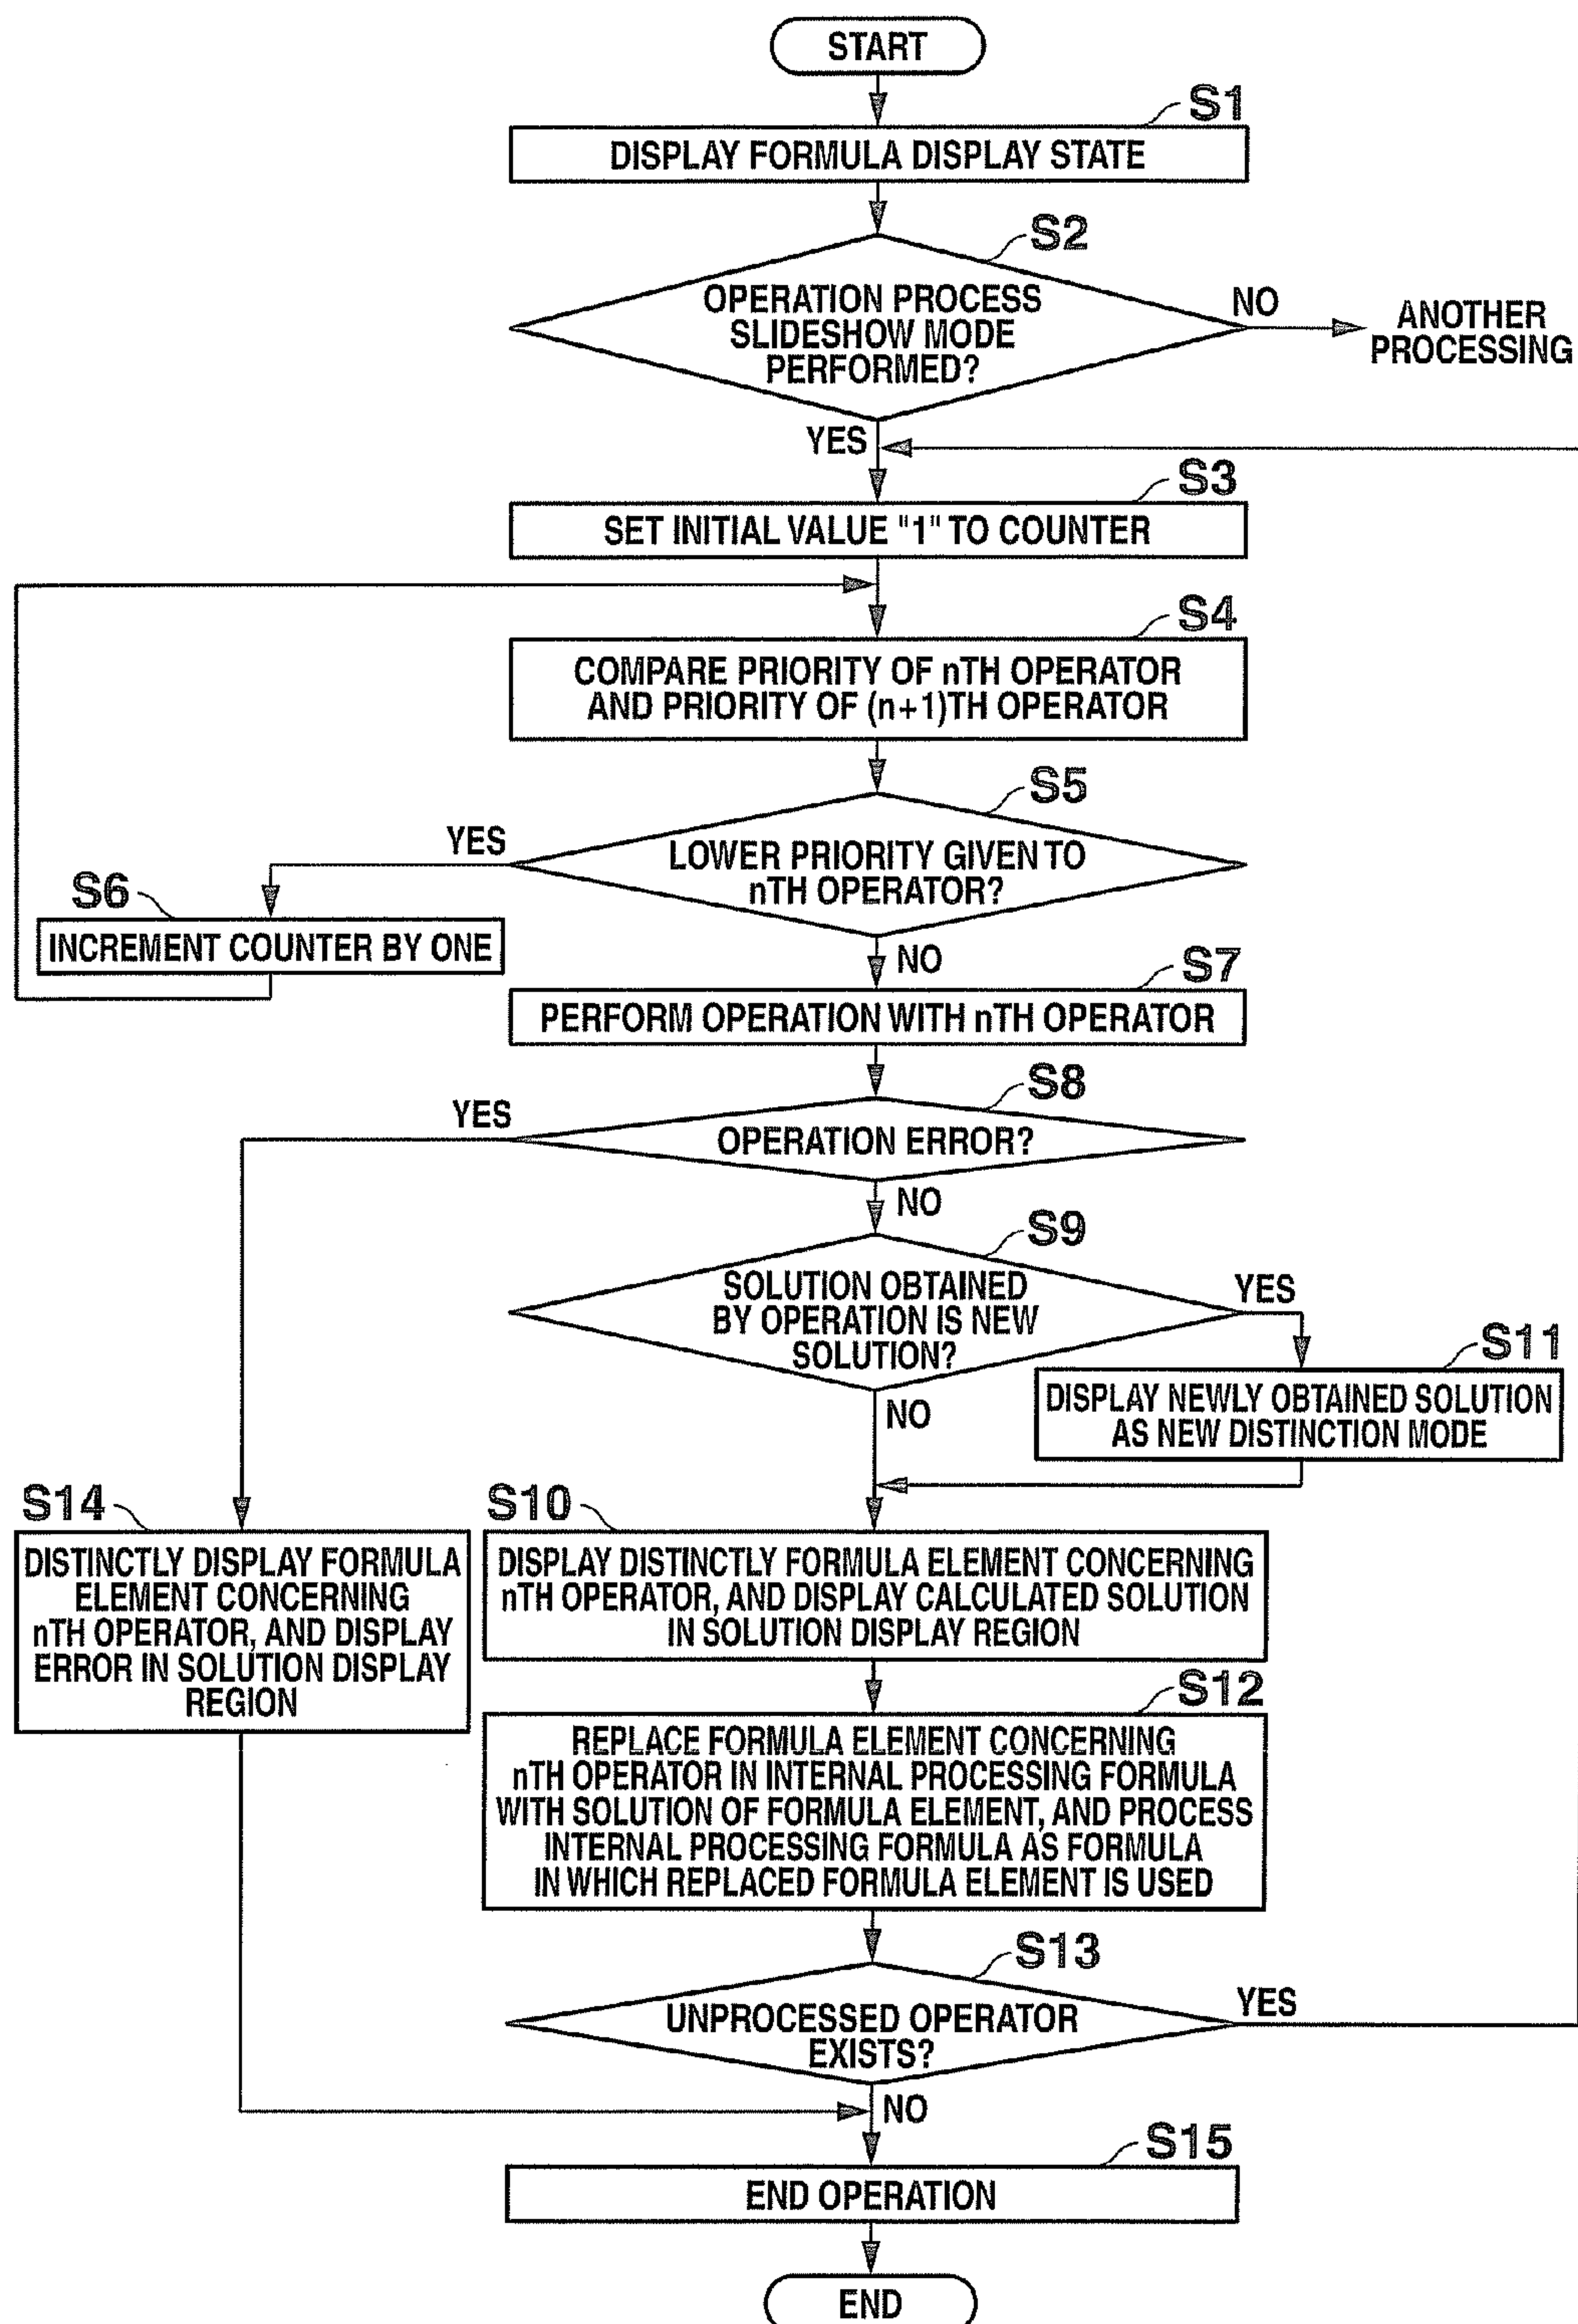 START
S1
DISPLAY FORMULA DISPLAY STATE
S2
OPERATION PROCESS
SLIDESHOW MODE
PERFORMED?
NO
ANOTHER
PROCESSING
YES
S3
SET INITIAL VALUE "1" TO COUNTER
S4
COMPARE PRIORITY OF nTH OPERATOR
AND PRIORITY OF (n+1)TH OPERATOR
S5
YES
LOWER PRIORITY GIVEN TO
nTH OPERATOR?
S6
INCREMENT COUNTER BY ONE
NO
S7
PERFORM OPERATION WITH nTH OPERATOR
S8
YES
OPERATION ERROR?
NO
S9
SOLUTION OBTAINED
BY OPERATION IS NEW
SOLUTION?
YES
S11
DISPLAY NEWLY OBTAINED SOLUTION
AS NEW DISTINCTION MODE
NO
S14
DISTINCTLY DISPLAY FORMULA
ELEMENT CONCERNING
nTH OPERATOR, AND DISPLAY
ERROR IN SOLUTION DISPLAY
REGION
S10
DISPLAY DISTINCTLY FORMULA ELEMENT CONCERNING
nTH OPERATOR, AND DISPLAY CALCULATED SOLUTION
IN SOLUTION DISPLAY REGION
S12
REPLACE FORMULA ELEMENT CONCERNING
nTH OPERATOR IN INTERNAL PROCESSING FORMULA
WITH SOLUTION OF FORMULA ELEMENT, AND PROCESS
INTERNAL PROCESSING FORMULA AS FORMULA
IN WHICH REPLACED FORMULA ELEMENT IS USED
S13
UNPROCESSED OPERATOR
EXISTS?
YES
NO
S15
END OPERATION
END